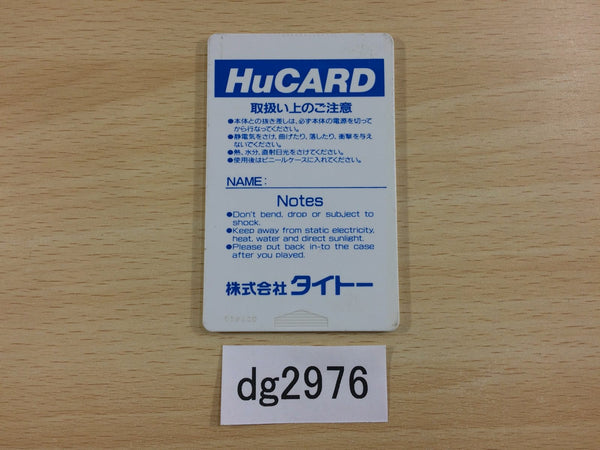 HuCARD
取扱い上のご注意
●本体との抜き差しは、必ず本体の電源を切って
から行なってください。
●静電気をさけ、曲げたり、落したり、衝撃を与え
ないでください。
●熱、水分、直射日光をさけてください。
●使用後はビニールケースに入れてください。
NAME:
Notes
●Don't bend, drop or subject to
shock.
●Keep away from static electricity,
heat, water and direct sunlight.
●Please put back in-to the case
after you played.
株式会社タイトー
dg2976